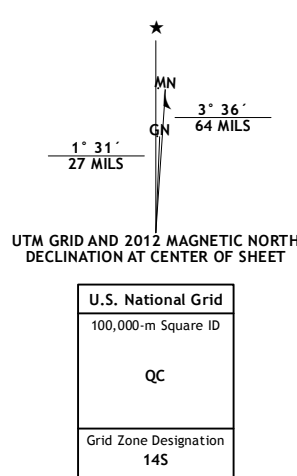 MN
3° 36´
64 MILS
GN
1° 31´
27 MILS
UTM GRID AND 2012 MAGNETIC NORTH
DECLINATION AT CENTER OF SHEET
U.S. National Grid
100,000-m Square ID
QC
Grid Zone Designation
14S